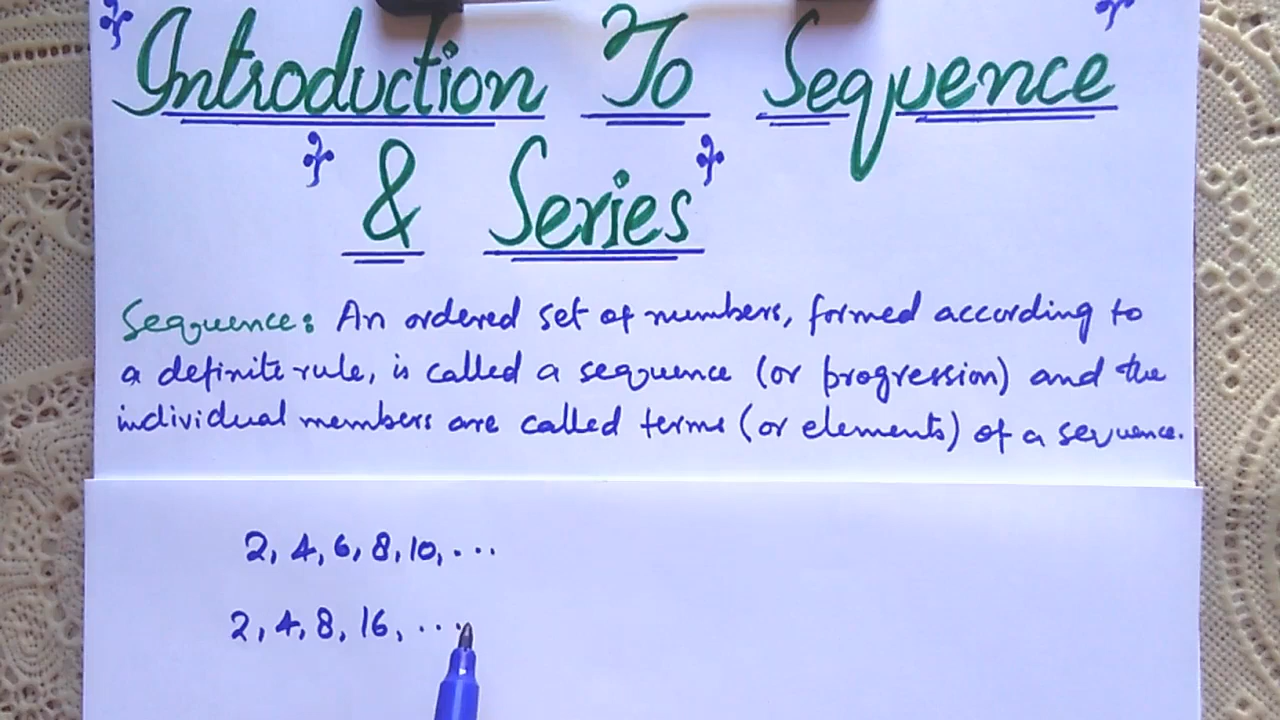 Introduction To Sequence
& Series
Sequence: An ordered set of numbers, formed according to
a definite rule, is called a sequence (or progression) and the
individual members are called terms (or elements) of a sequence.
2, 4, 6, 8, 10, ...
2, 4, 8, 16, ...